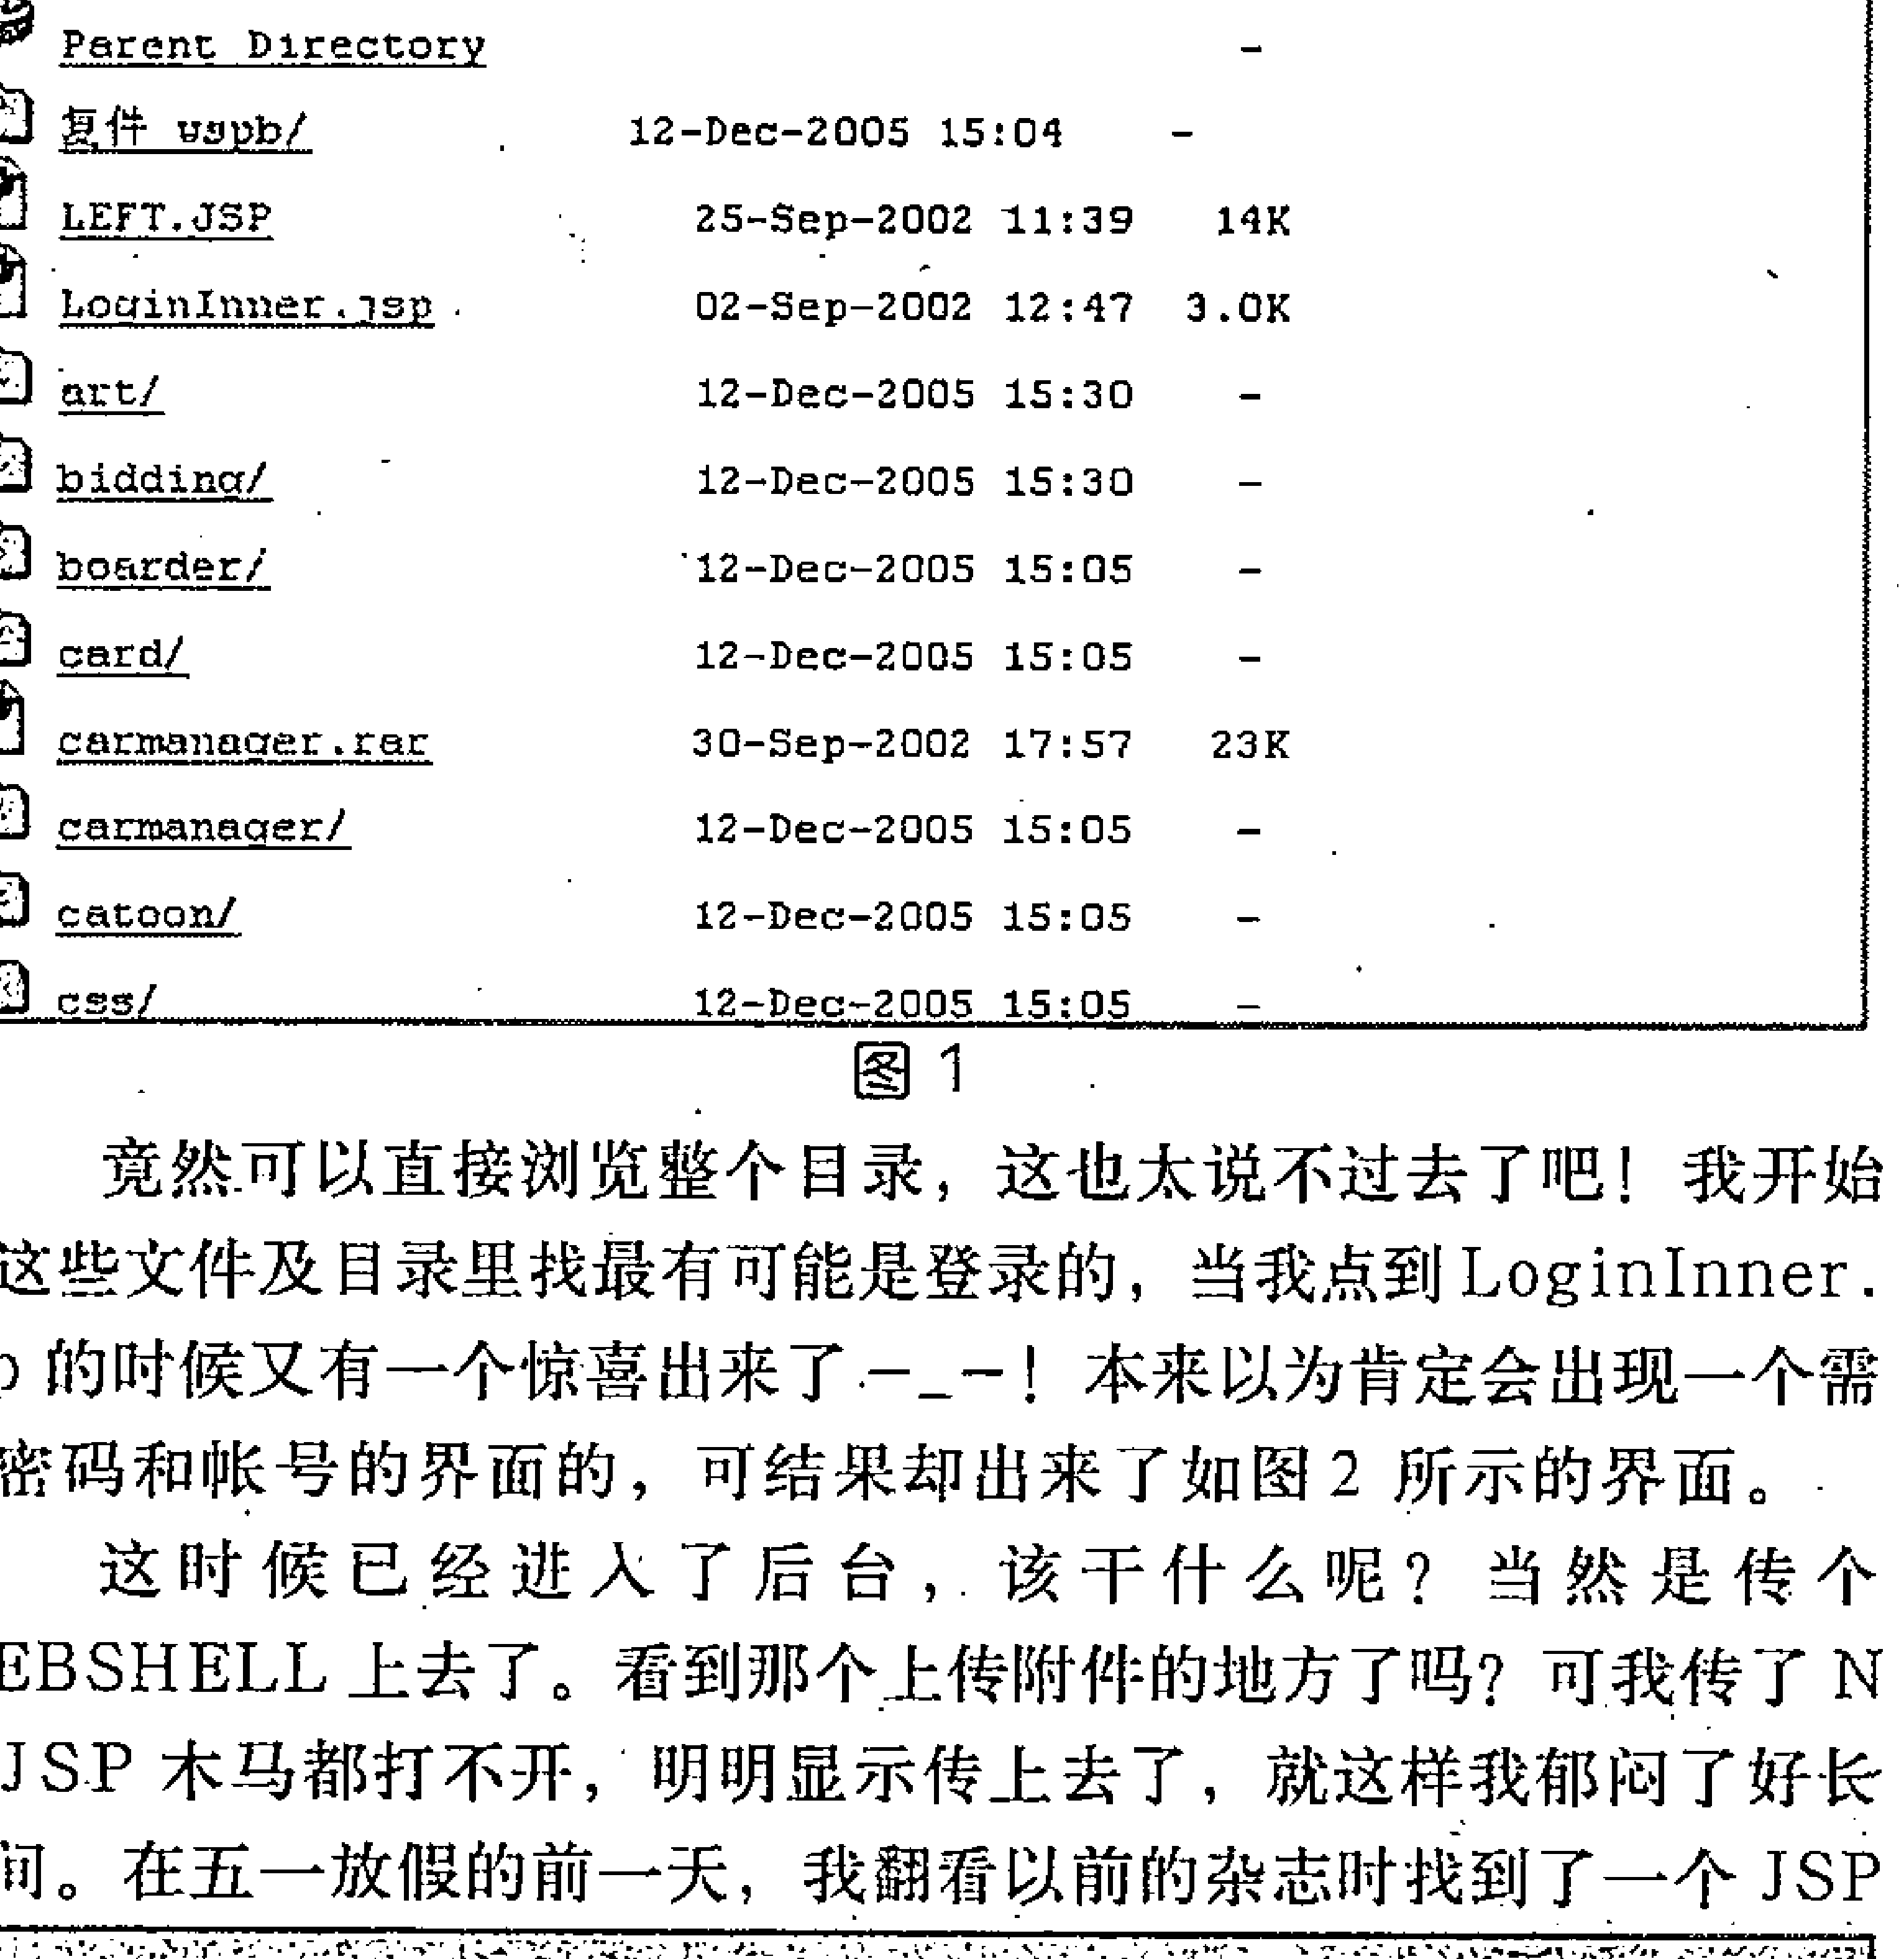 Parent Directory -
复件 wspb/ 12-Dec-2005 15:04 -
LEFT.JSP 25-Sep-2002 11:39 14K
LoginInner.jsp 02-Sep-2002 12:47 3.0K
art/ 12-Dec-2005 15:30 -
bidding/ 12-Dec-2005 15:30 -
boarder/ 12-Dec-2005 15:05 -
card/ 12-Dec-2005 15:05 -
carmanager.rar 30-Sep-2002 17:57 23K
carmanager/ 12-Dec-2005 15:05 -
catoon/ 12-Dec-2005 15:05 -
css/ 12-Dec-2005 15:05 -
图 1
竟然可以直接浏览整个目录，这也太说不过去了吧！我开始
这些文件及目录里找最有可能是登录的，当我点到 LoginInner.
p 的时候又有一个惊喜出来了 -_-！本来以为肯定会出现一个需
密码和帐号的界面的，可结果却出来了如图 2 所示的界面。
这时候已经进入了后台，该干什么呢？当然是传个
EBSHELL 上去了。看到那个上传附件的地方了吗？可我传了 N
JSP 木马都打不开，明明显示传上去了，就这样我郁闷了好长
间。在五一放假的前一天，我翻看以前的杂志时找到了一个 JSP